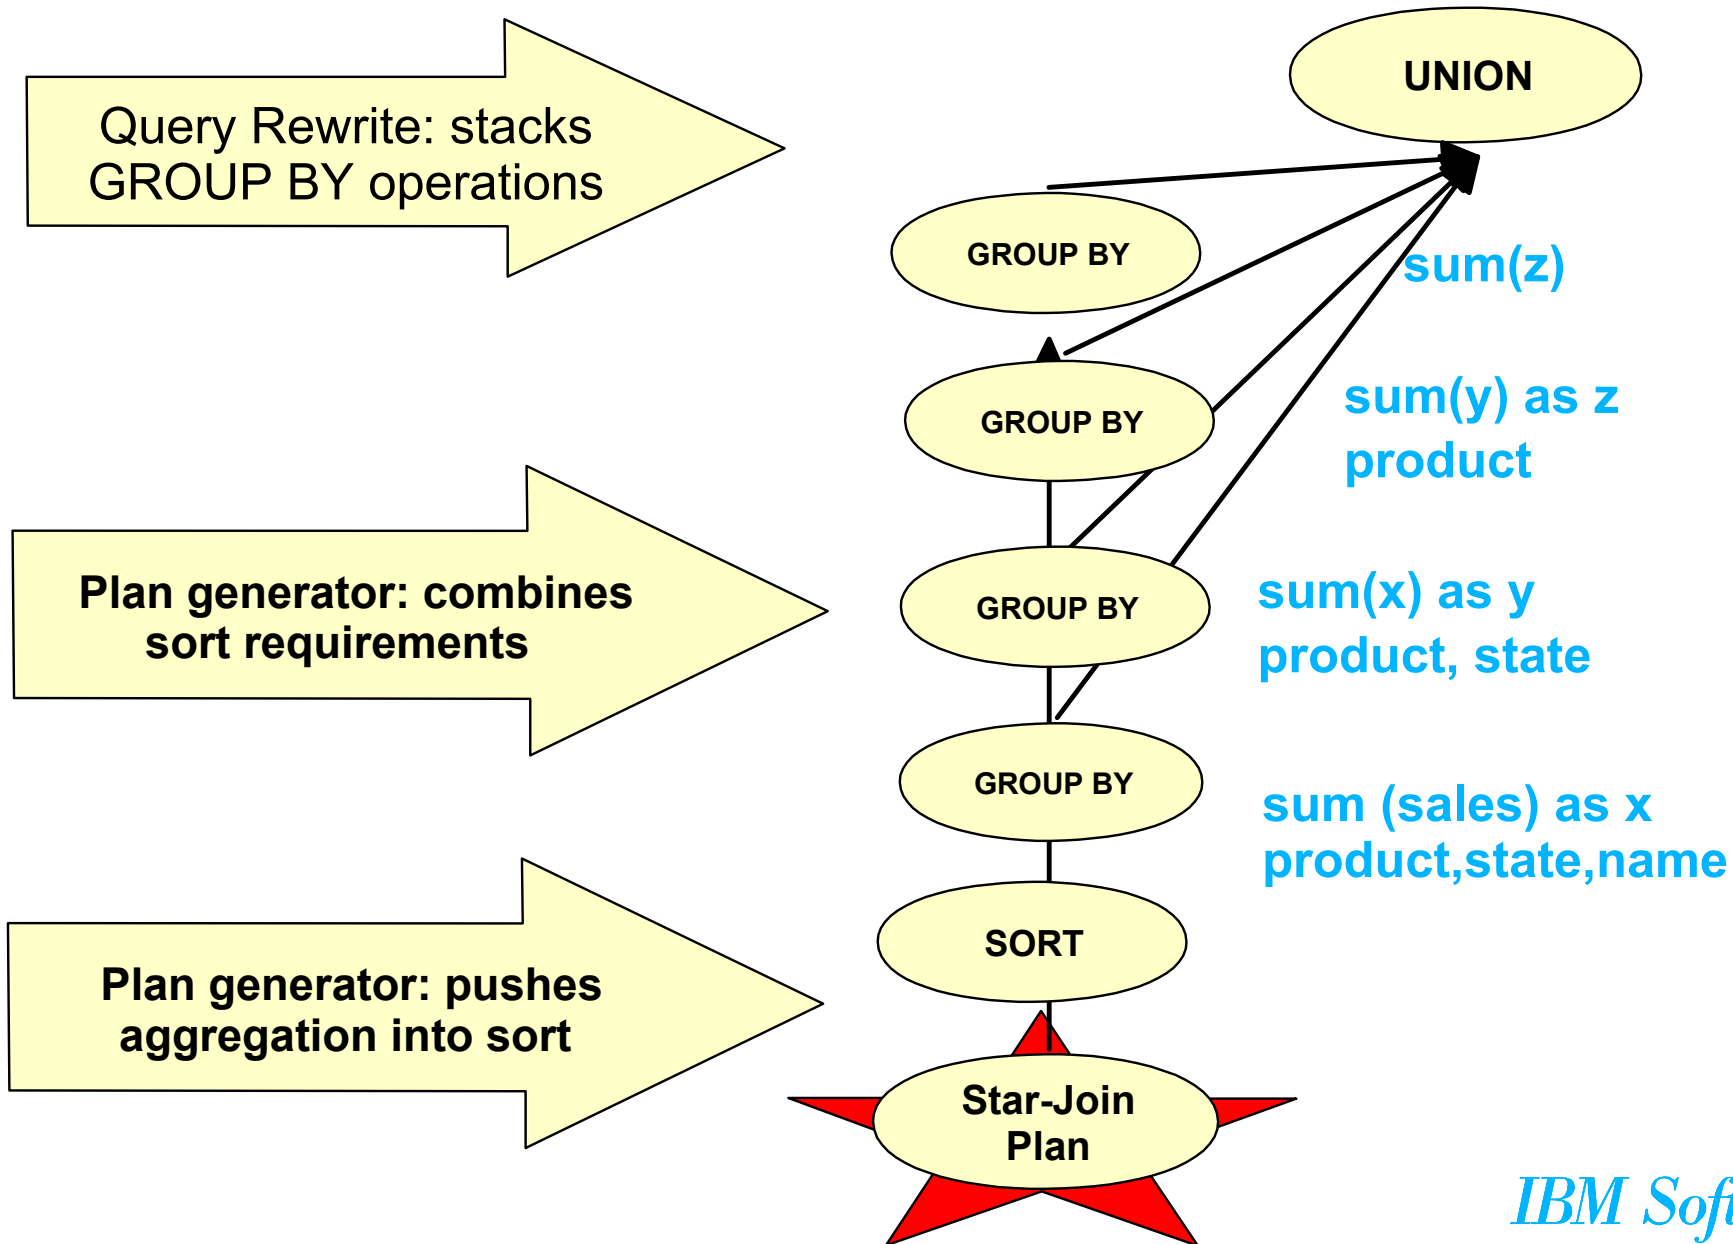 Query Rewrite: stacks
GROUP BY operations
UNION
GROUP BY
sum(z)
GROUP BY
sum(y) as z
product
Plan generator: combines
sort requirements
GROUP BY
sum(x) as y
product, state
GROUP BY
sum (sales) as x
product,state,name
SORT
Plan generator: pushes
aggregation into sort
Star-Join
Plan
IBM